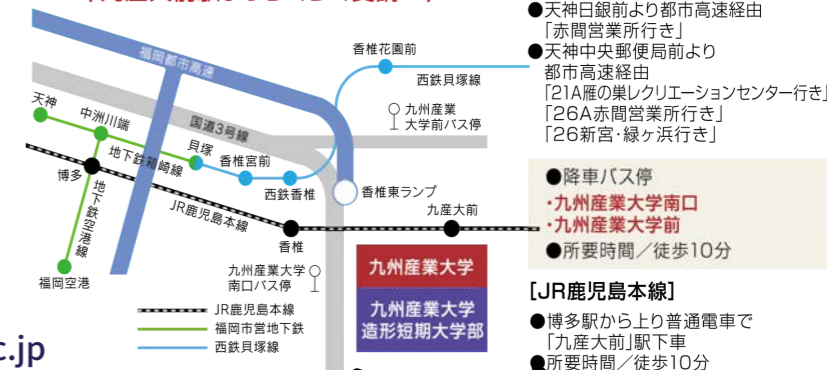 ●天神日銀前より都市高速経由
「赤間営業所行き」
●天神中央郵便局前より
都市高速経由
「21A雁の巣レクリエーションセンター行き」
「26A赤間営業所行き」
「26新宮・緑ヶ浜行き」
●降車バス停
・九州産業大学南口
・九州産業大学前
●所要時間／徒歩10分
[JR鹿児島本線]
●博多駅から上り普通電車で
「九産大前」駅下車
●所要時間／徒歩10分
福岡都市高速
香椎花園前
西鉄貝塚線
天神
中洲川端
国道3号線
九州産業
大学前バス停
地下鉄箱崎線
貝塚
香椎宮前
博多
西鉄香椎
香椎東ランプ
地下鉄空港線
JR鹿児島本線
九産大前
香椎
福岡空港
九州産業大学
南口バス停
九州産業大学
九州産業大学
造形短期大学部
JR鹿児島本線
福岡市営地下鉄
西鉄貝塚線
c.jp